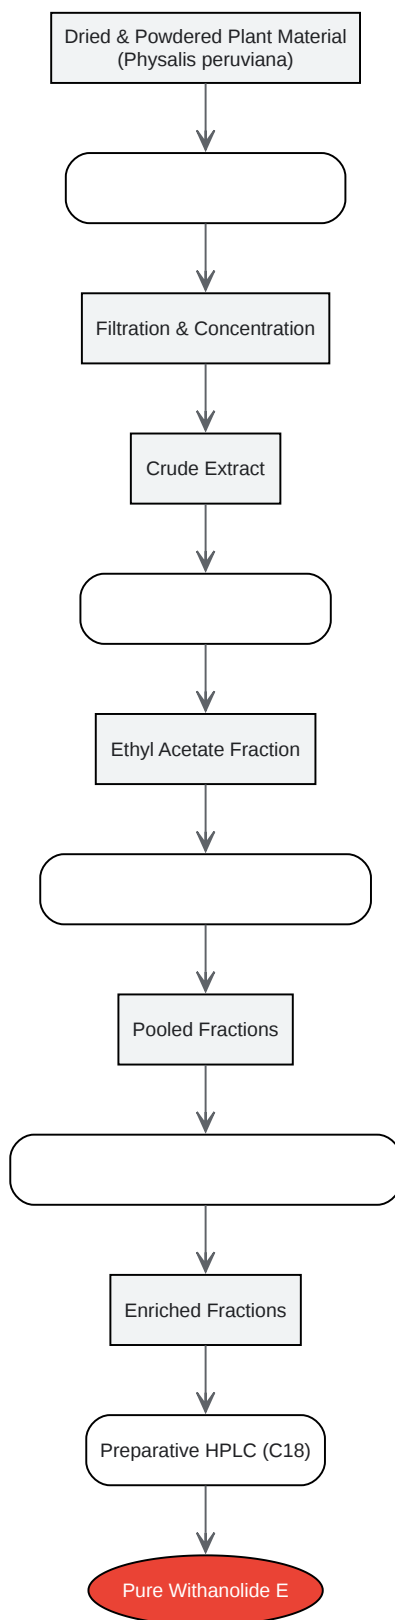 Dried & Powdered Plant Material
(Physalis peruviana)
Filtration & Concentration
Crude Extract
Ethyl Acetate Fraction
Pooled Fractions
Enriched Fractions
Preparative HPLC (C18)
Pure Withanolide E